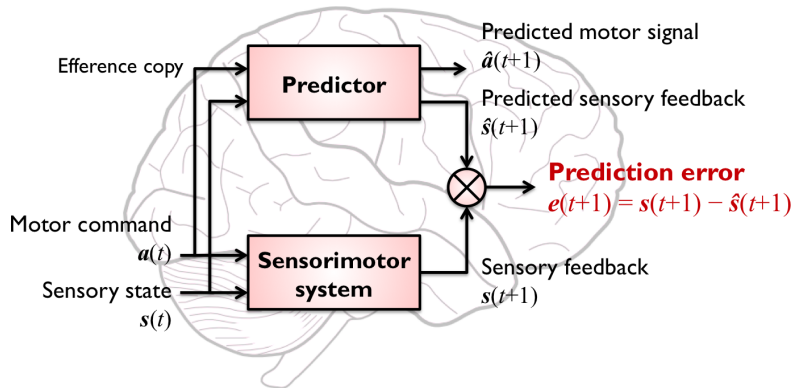 Predicted motor signal
â(t+1)
Efference copy
Predictor
Predicted sensory feedback
ŝ(t+1)
Prediction error
e(t+1) = s(t+1) − ŝ(t+1)
Motor command
a(t)
Sensorimotor
system
Sensory feedback
s(t+1)
Sensory state
s(t)